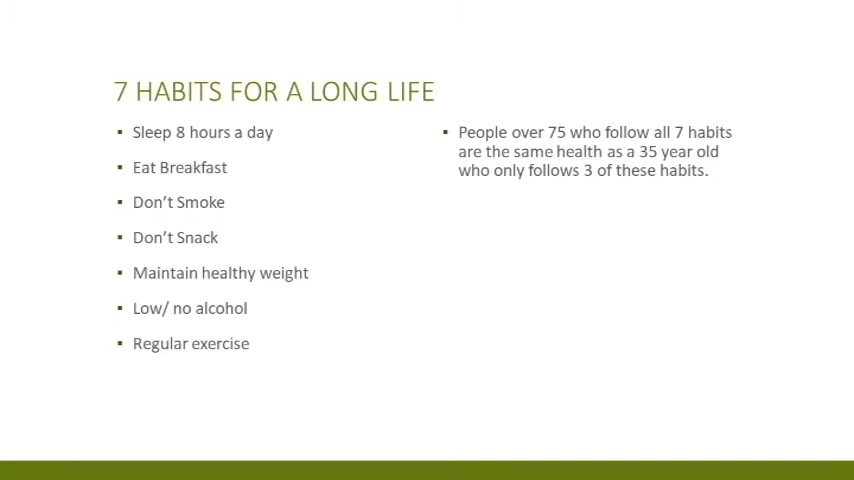 7 HABITS FOR A LONG LIFE
▪ Sleep 8 hours a day
▪ Eat Breakfast
▪ Don’t Smoke
▪ Don’t Snack
▪ Maintain healthy weight
▪ Low/ no alcohol
▪ Regular exercise
▪ People over 75 who follow all 7 habits
are the same health as a 35 year old
who only follows 3 of these habits.